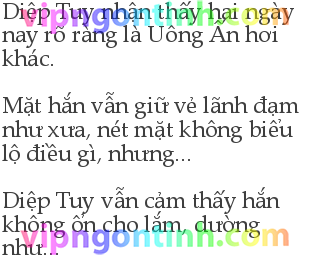 Diệp Tuy nhận thấy hai ngày
nay rõ ràng là Uông Ấn hơi
khác.
Mặt hắn vẫn giữ vẻ lãnh đạm
như xưa, nét mặt không biểu
lộ điều gì, nhưng...
Diệp Tuy vẫn cảm thấy hắn
không ổn cho lắm, dường
như...
vipngontinh.com
vipngontinh.com